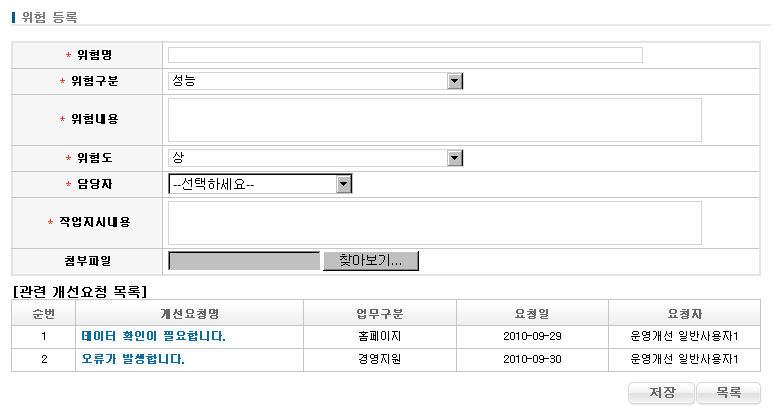 위험 등록
* 위험명
* 위험구분 성능
* 위험내용
* 위험도 상
* 담당자 --선택하세요--
* 작업지시내용
첨부파일 찾아보기...
[관련 개선요청 목록]
순번 개선요청명 업무구분 요청일 요청자
1 데이터 확인이 필요합니다. 홈페이지 2010-09-29 운영개선 일반사용자1
2 오류가 발생합니다. 경영지원 2010-09-30 운영개선 일반사용자1
저장 목록